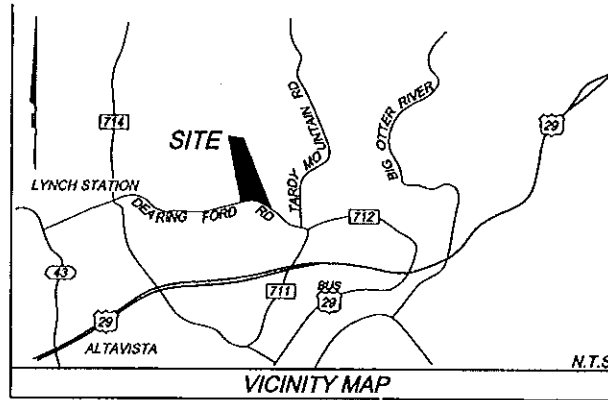 714
SITE
TARDY MOUNTAIN RD
BIG OTTER RIVER
29
LYNCH STATION
DEARING FORD RD
712
43
711
BUS
29
29
ALTAVISTA
N.T.S
VICINITY MAP